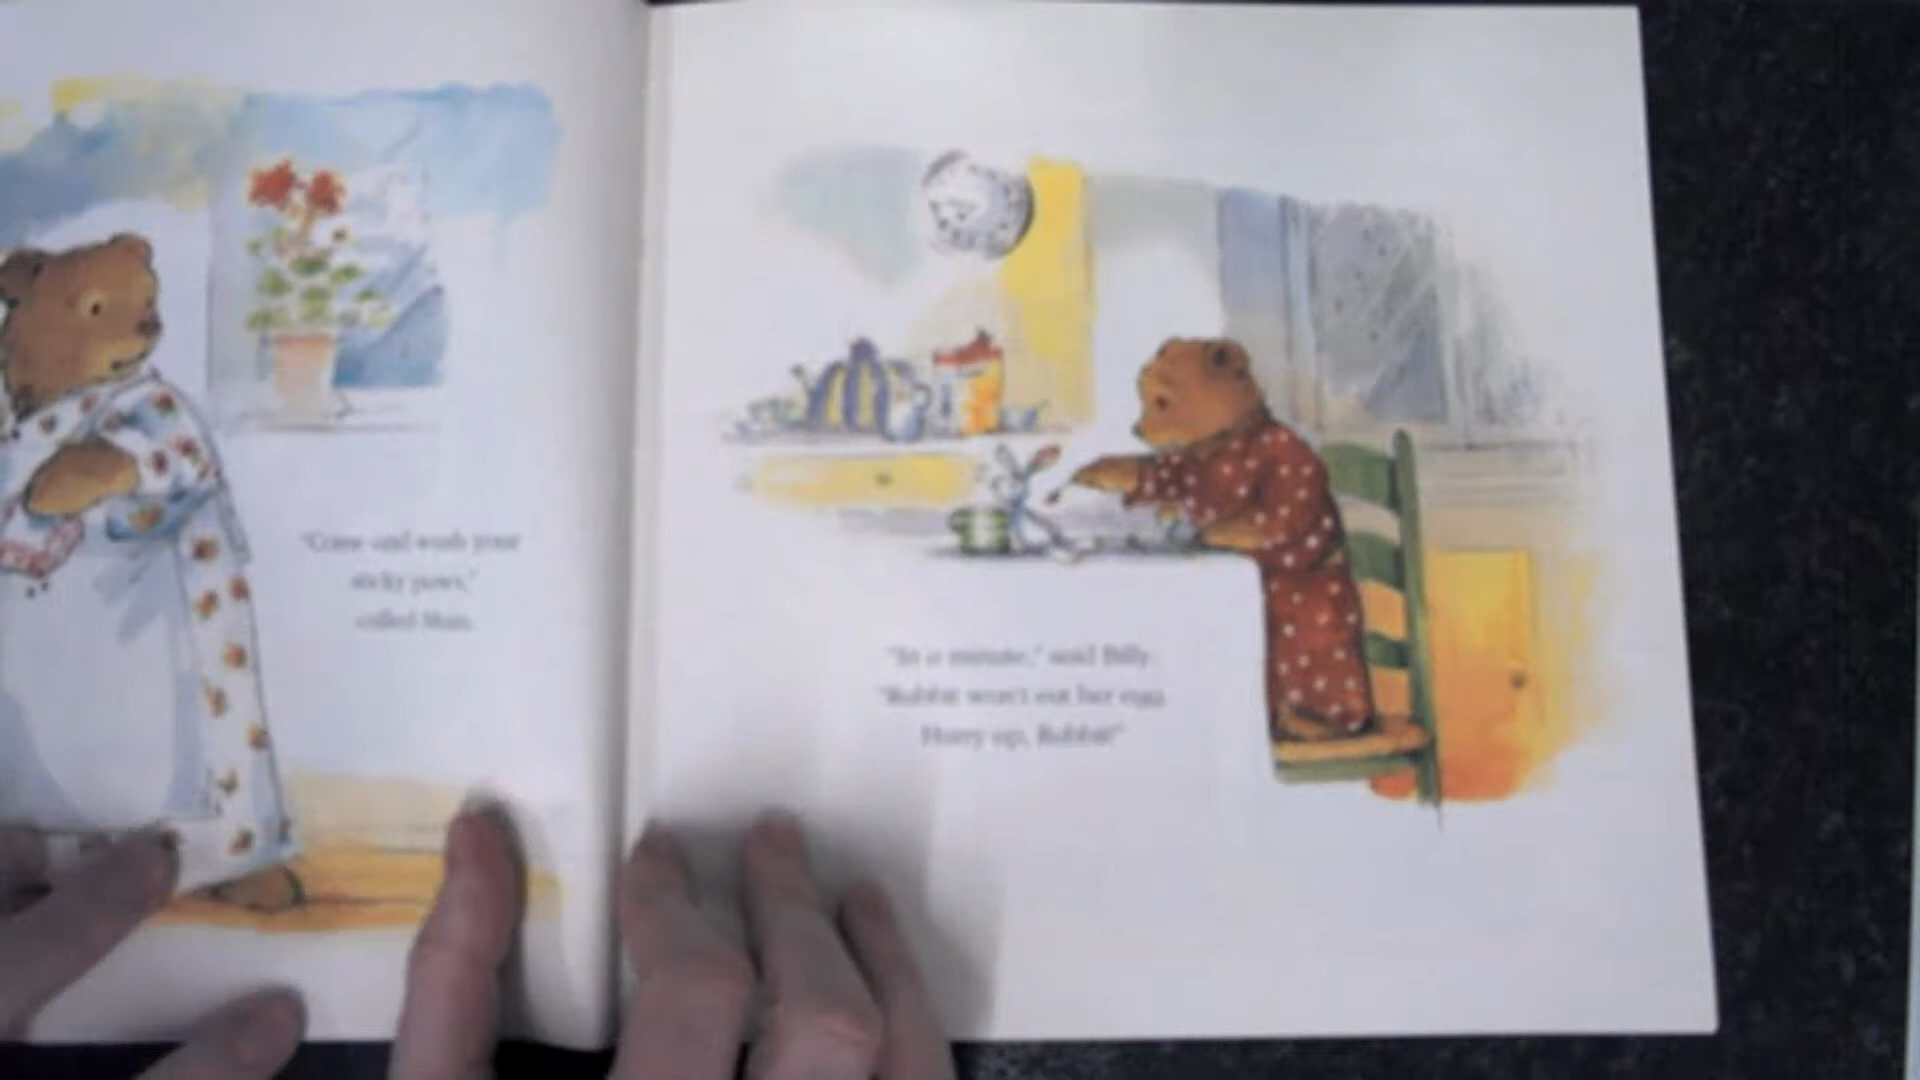 "Come and wash your
sticky paws,"
called Mum.
"In a minute," said Billy.
"Rabbit won't eat her egg.
Hurry up, Rabbit!"